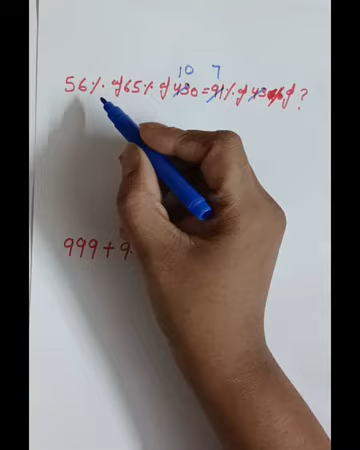 10 7
56% of 65% of 430 = 91% of 43% of ?
999 + 9